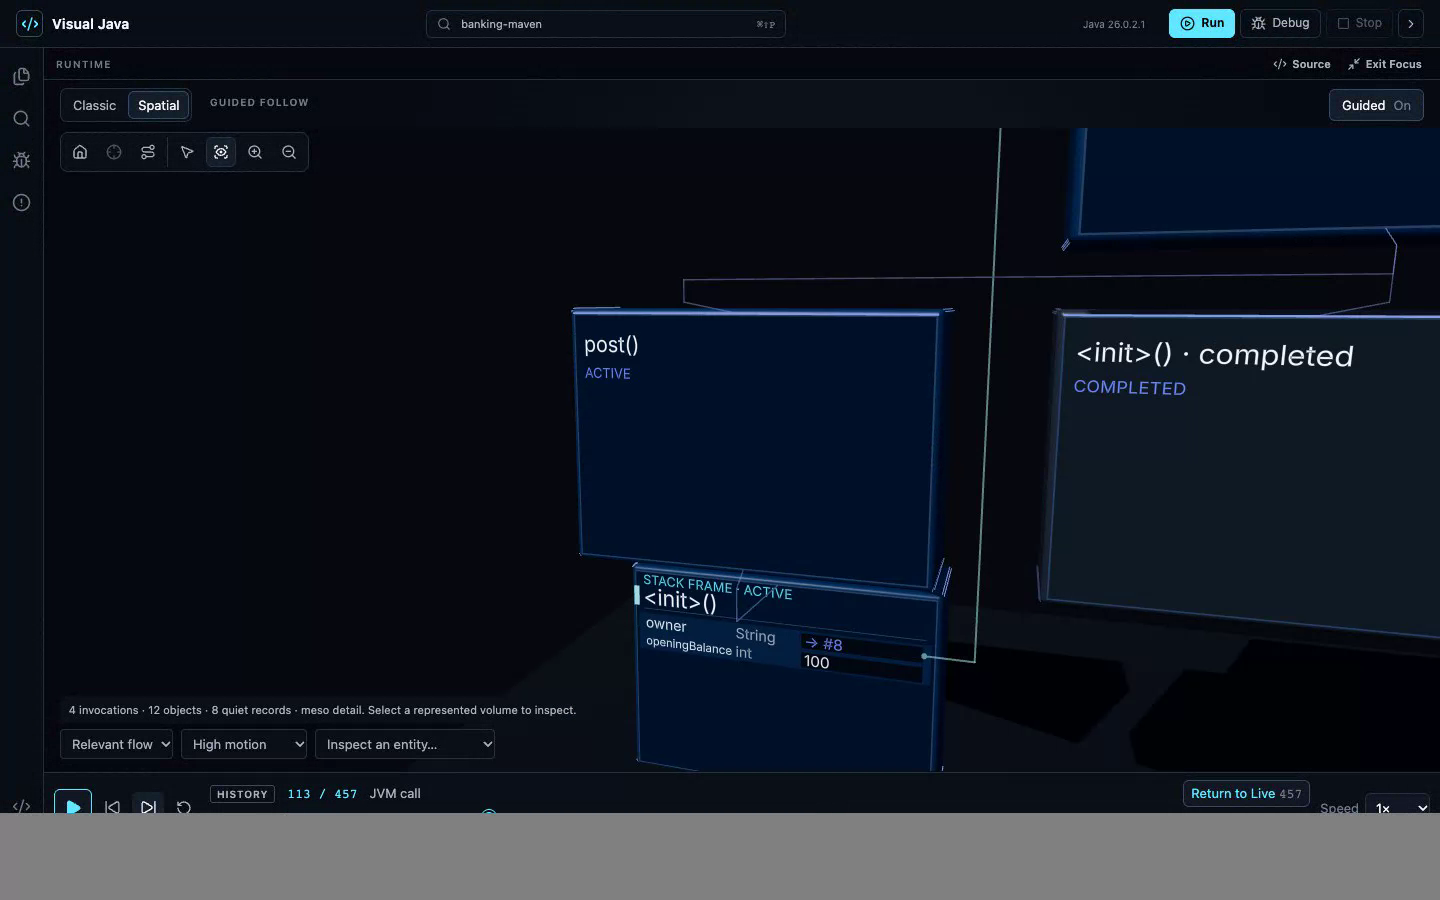 Visual Java
banking-maven
⌘⇧P
Java 26.0.2.1
Run
Debug
Stop
RUNTIME
Source
Exit Focus
Classic
Spatial
GUIDED FOLLOW
Guided On
post()
ACTIVE
<init>() · completed
COMPLETED
STACK FRAME · ACTIVE
<init>()
owner String → #8
openingBalance int 100
4 invocations · 12 objects · 8 quiet records · meso detail. Select a represented volume to inspect.
Relevant flow
High motion
Inspect an entity...
HISTORY
113 / 457
JVM call
Return to Live 457
Speed
1×